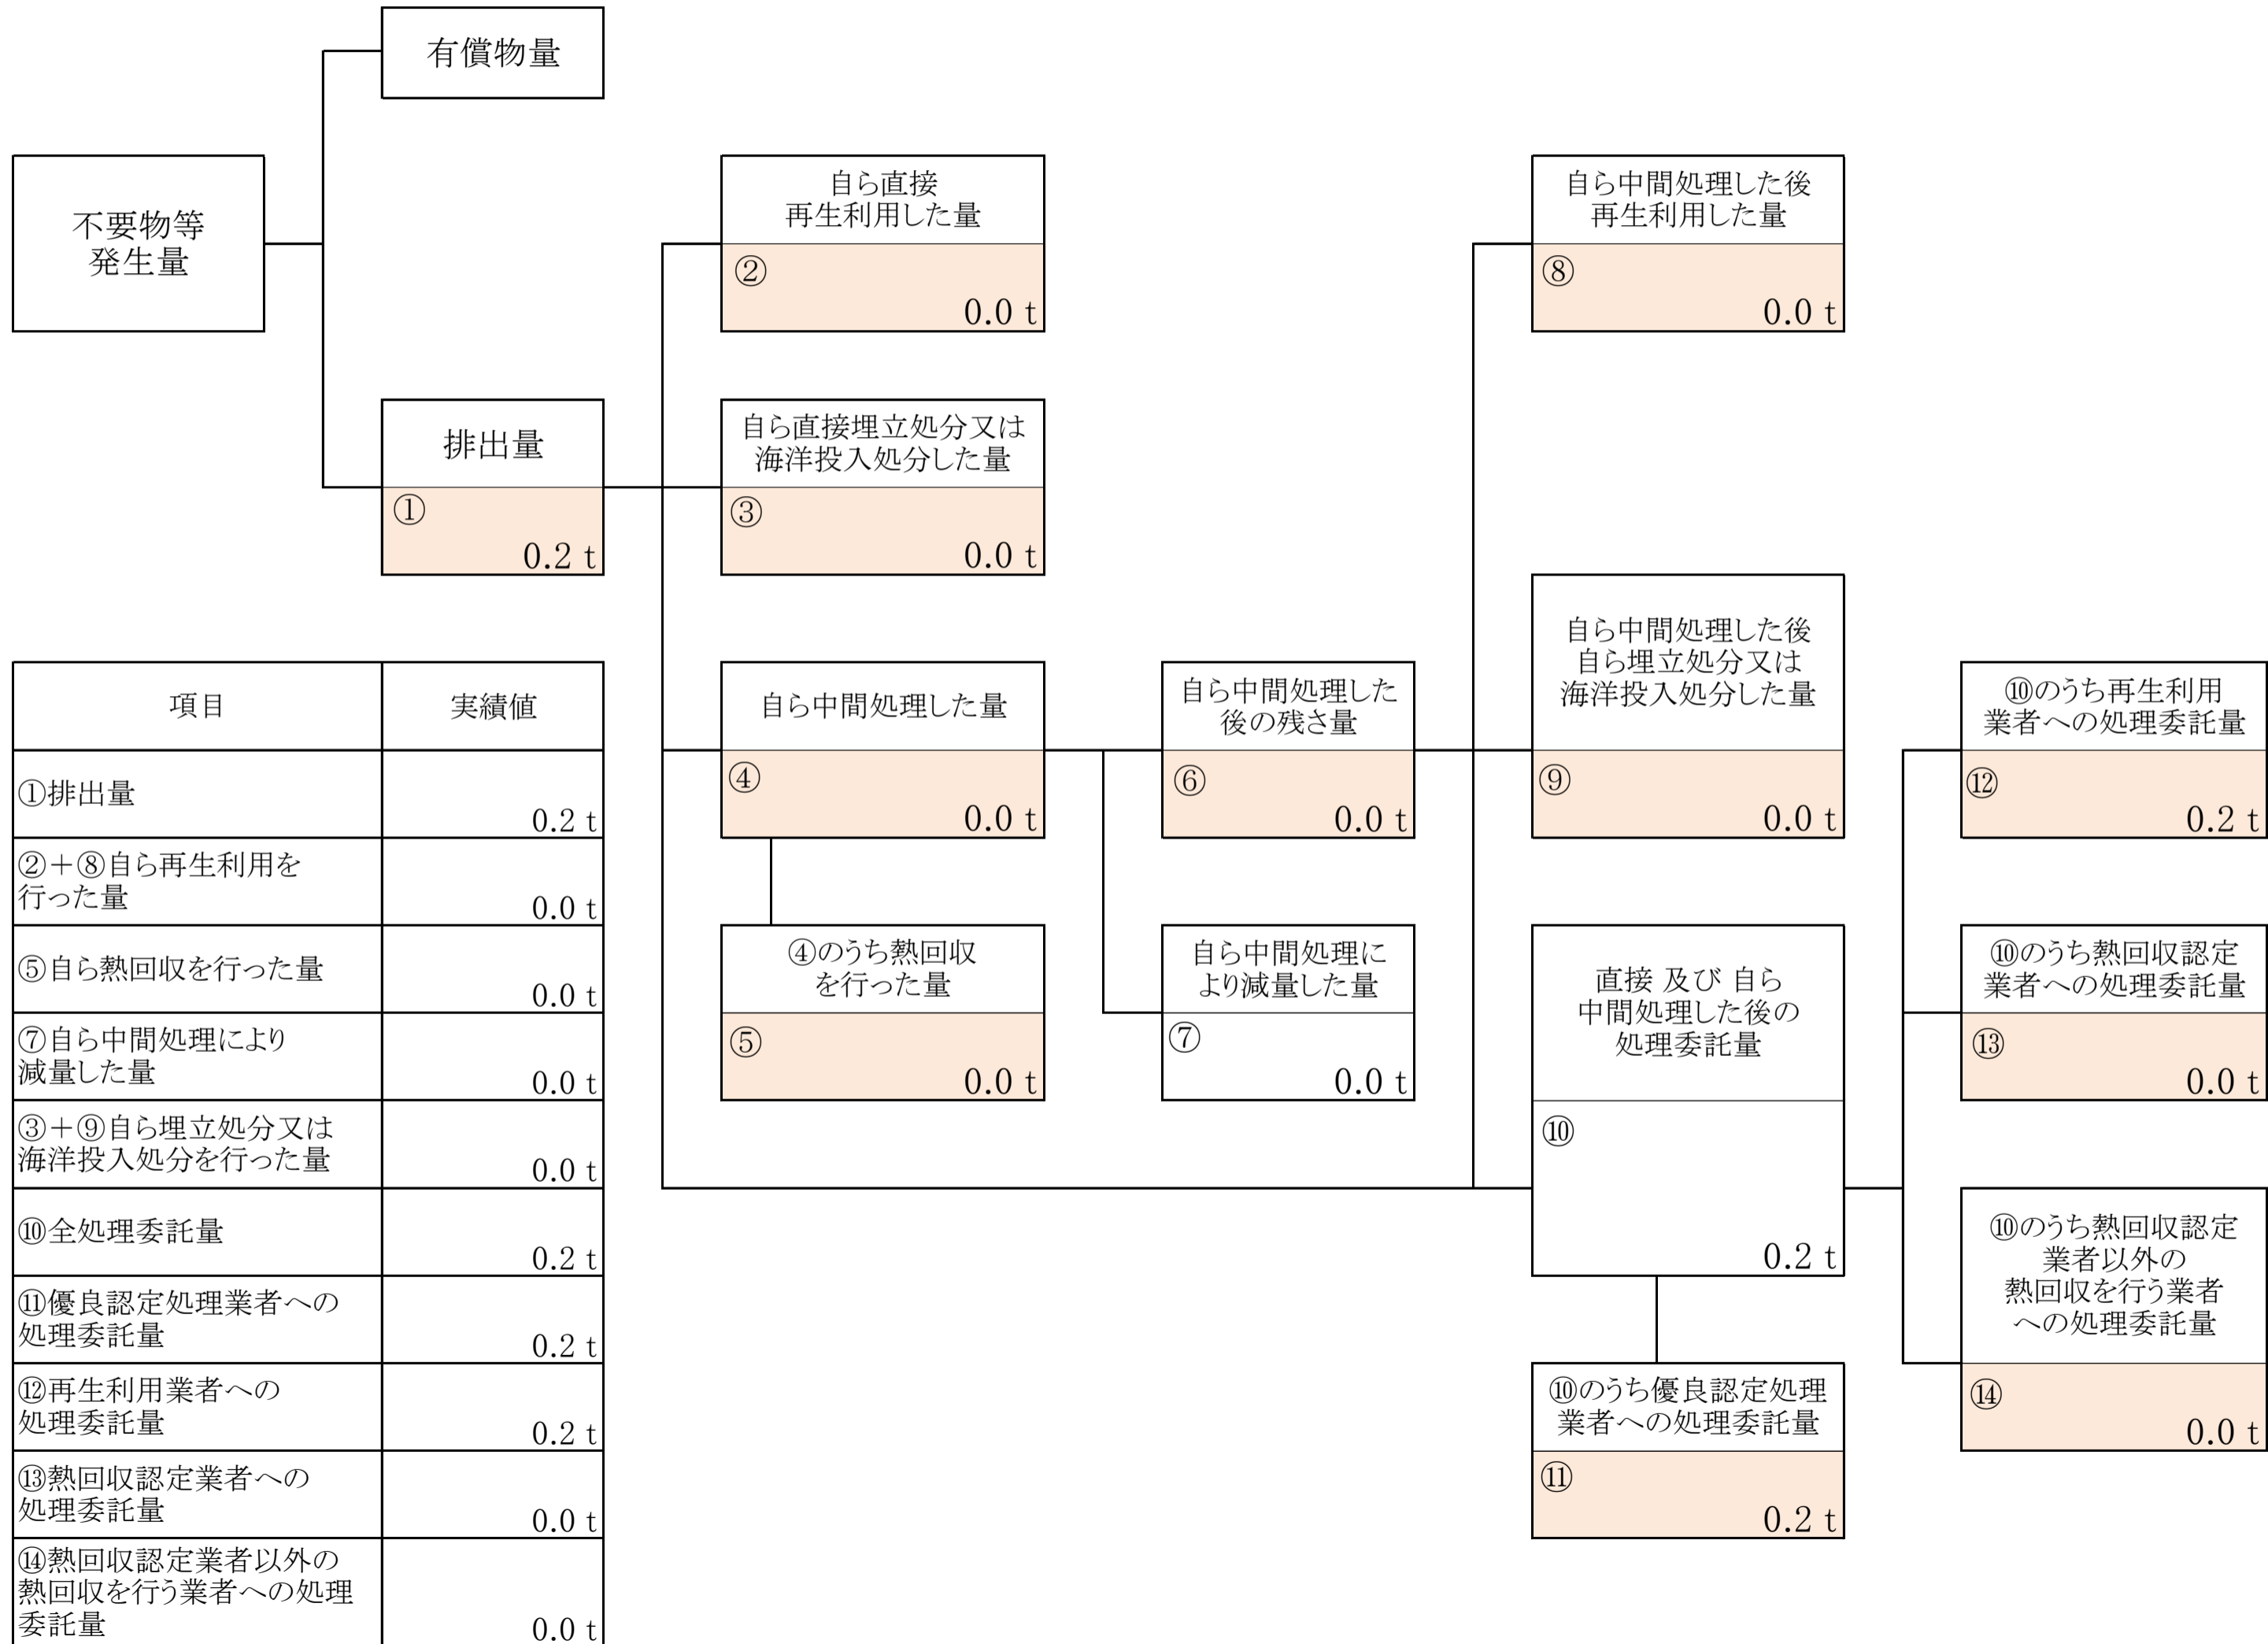 有償物量
不要物等
発生量
自ら直接
再生利用した量
②
0.0 t
自ら中間処理した後
再生利用した量
⑧
0.0 t
排出量
①
0.2 t
自ら直接埋立処分又は
海洋投入処分した量
③
0.0 t
自ら中間処理した量
④
0.0 t
自ら中間処理した
後の残さ量
⑥
0.0 t
自ら中間処理した後
自ら埋立処分又は
海洋投入処分した量
⑨
0.0 t
⑩のうち再生利用
業者への処理委託量
⑫
0.2 t
④のうち熱回収
を行った量
⑤
0.0 t
自ら中間処理に
より減量した量
⑦
0.0 t
直接 及び 自ら
中間処理した後の
処理委託量
⑩
0.2 t
⑩のうち熱回収認定
業者への処理委託量
⑬
0.0 t
⑩のうち熱回収認定
業者以外の
熱回収を行う業者
への処理委託量
⑭
0.0 t
⑩のうち優良認定処理
業者への処理委託量
⑪
0.2 t
項目 実績値
①排出量
0.2 t
②＋⑧自ら再生利用を
行った量
0.0 t
⑤自ら熱回収を行った量
0.0 t
⑦自ら中間処理により
減量した量
0.0 t
③＋⑨自ら埋立処分又は
海洋投入処分を行った量
0.0 t
⑩全処理委託量
0.2 t
⑪優良認定処理業者への
処理委託量
0.2 t
⑫再生利用業者への
処理委託量
0.2 t
⑬熱回収認定業者への
処理委託量
0.0 t
⑭熱回収認定業者以外の
熱回収を行う業者への処理
委託量
0.0 t